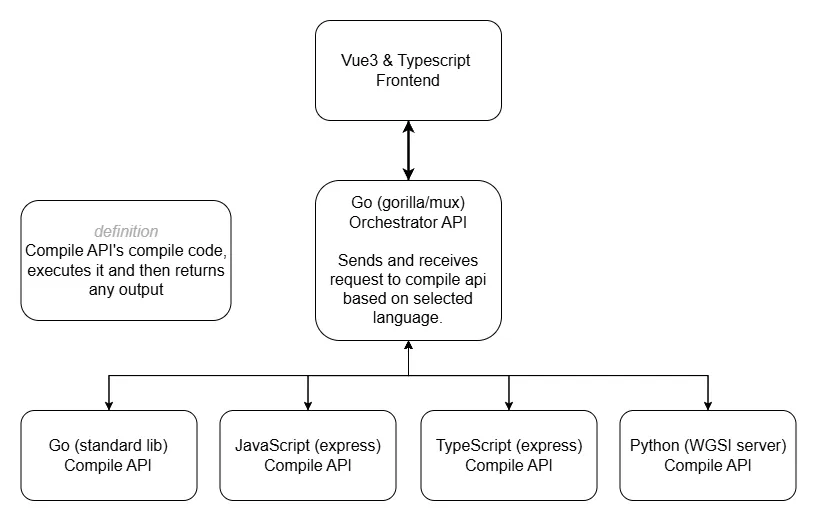 Vue3 & Typescript
Frontend
Go (gorilla/mux)
Orchestrator API
Sends and receives
request to compile api
based on selected
language.
definition
Compile API's compile code,
executes it and then returns
any output
Go (standard lib)
Compile API
JavaScript (express)
Compile API
TypeScript (express)
Compile API
Python (WGSI server)
Compile API